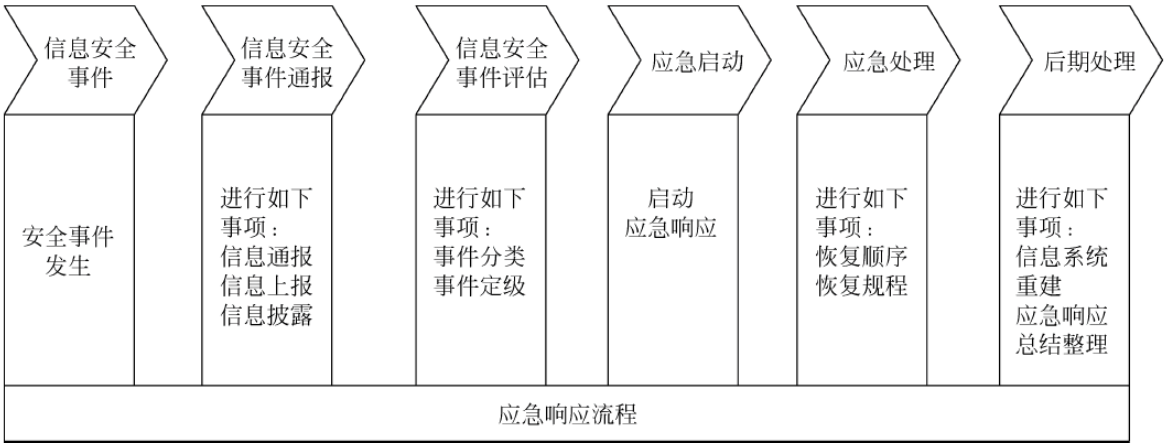 信息安全
事件
信息安全
事件通报
信息安全
事件评估
应急启动
应急处理
后期处理
安全事件
发生
进行如下
事项：
信息通报
信息上报
信息披露
进行如下
事项：
事件分类
事件定级
启动
应急响应
进行如下
事项：
恢复顺序
恢复规程
进行如下
事项：
信息系统
重建
应急响应
总结整理
应急响应流程